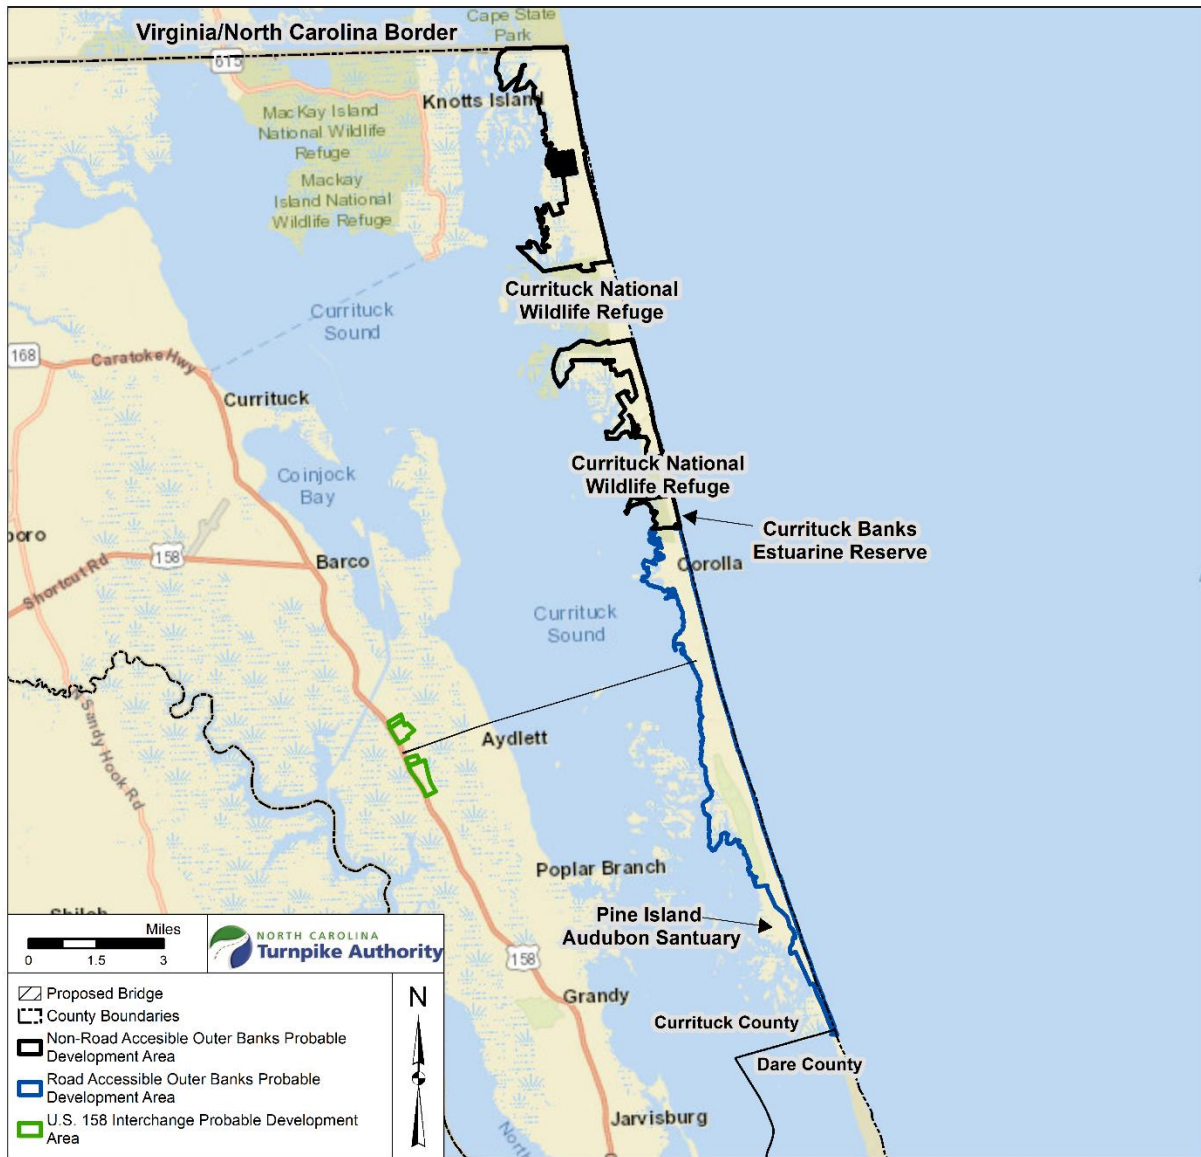 Virginia/North Carolina Border
Cape State
Park
615
Knotts Island
MacKay Island
National Wildlife
Refuge
Mackay
Island National
Wildlife Refuge
Currituck National
Wildlife Refuge
Currituck
Sound
168
Caratoke Hwy
Currituck
Coinjock
Bay
Currituck National
Wildlife Refuge
Currituck Banks
Estuarine Reserve
158
Shortcut Rd
Barco
Corolla
Currituck
Sound
Sandy Hook Rd
Aydlett
Poplar Branch
Pine Island
Audubon Santuary
158
Grandy
Currituck County
Dare County
Jarvisburg
Miles
0 1.5 3
NORTH CAROLINA
Turnpike Authority
N
Proposed Bridge
County Boundaries
Non-Road Accesible Outer Banks Probable
Development Area
Road Accessible Outer Banks Probable
Development Area
U.S. 158 Interchange Probable Development
Area